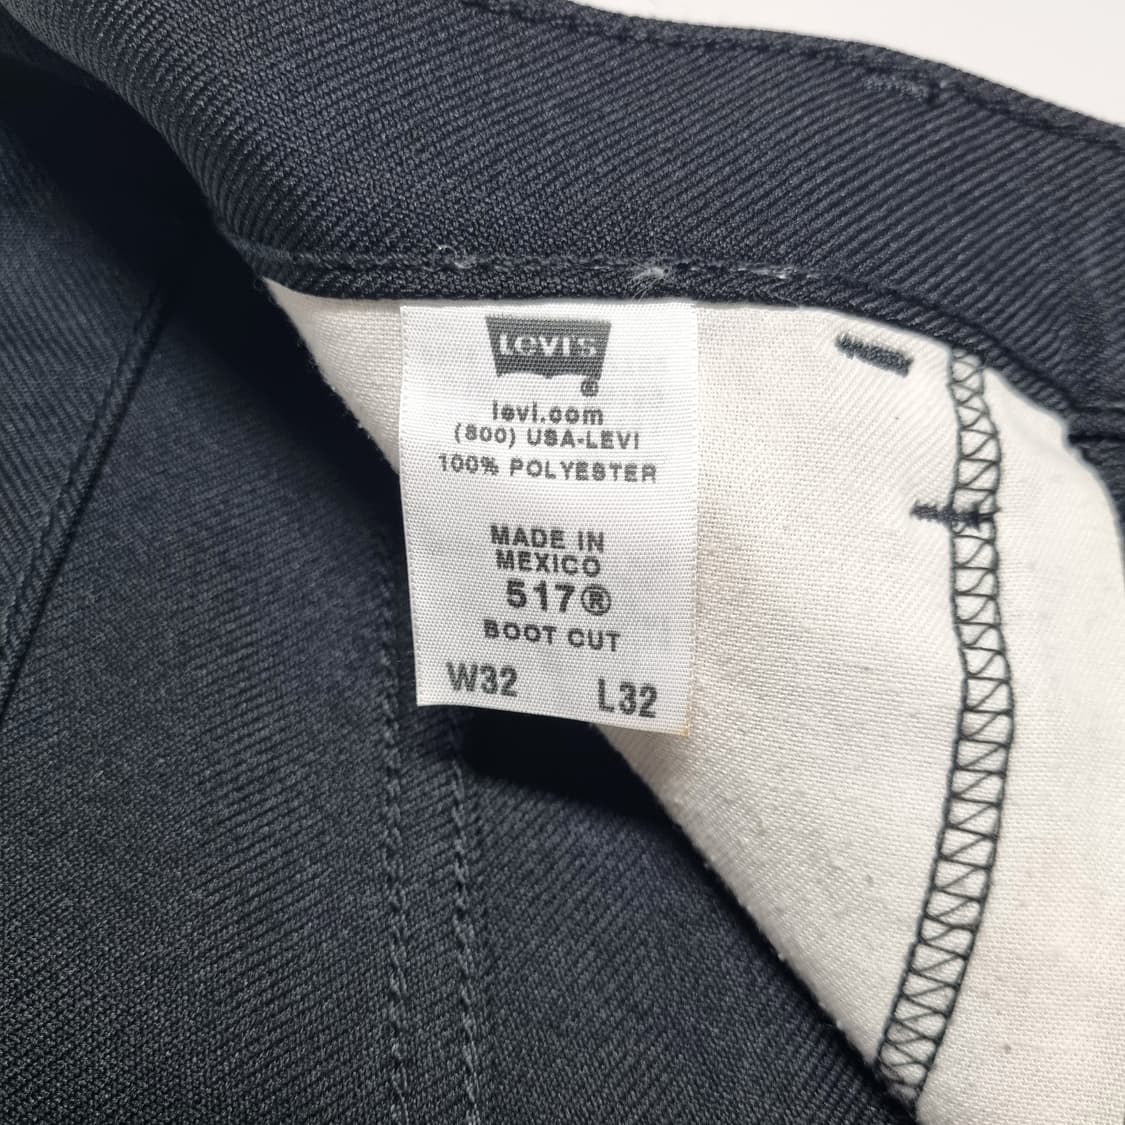 LEVI'S
levi.com
(800) USA-LEVI
100% POLYESTER
MADE IN
MEXICO
517®
BOOT CUT
W32 L32